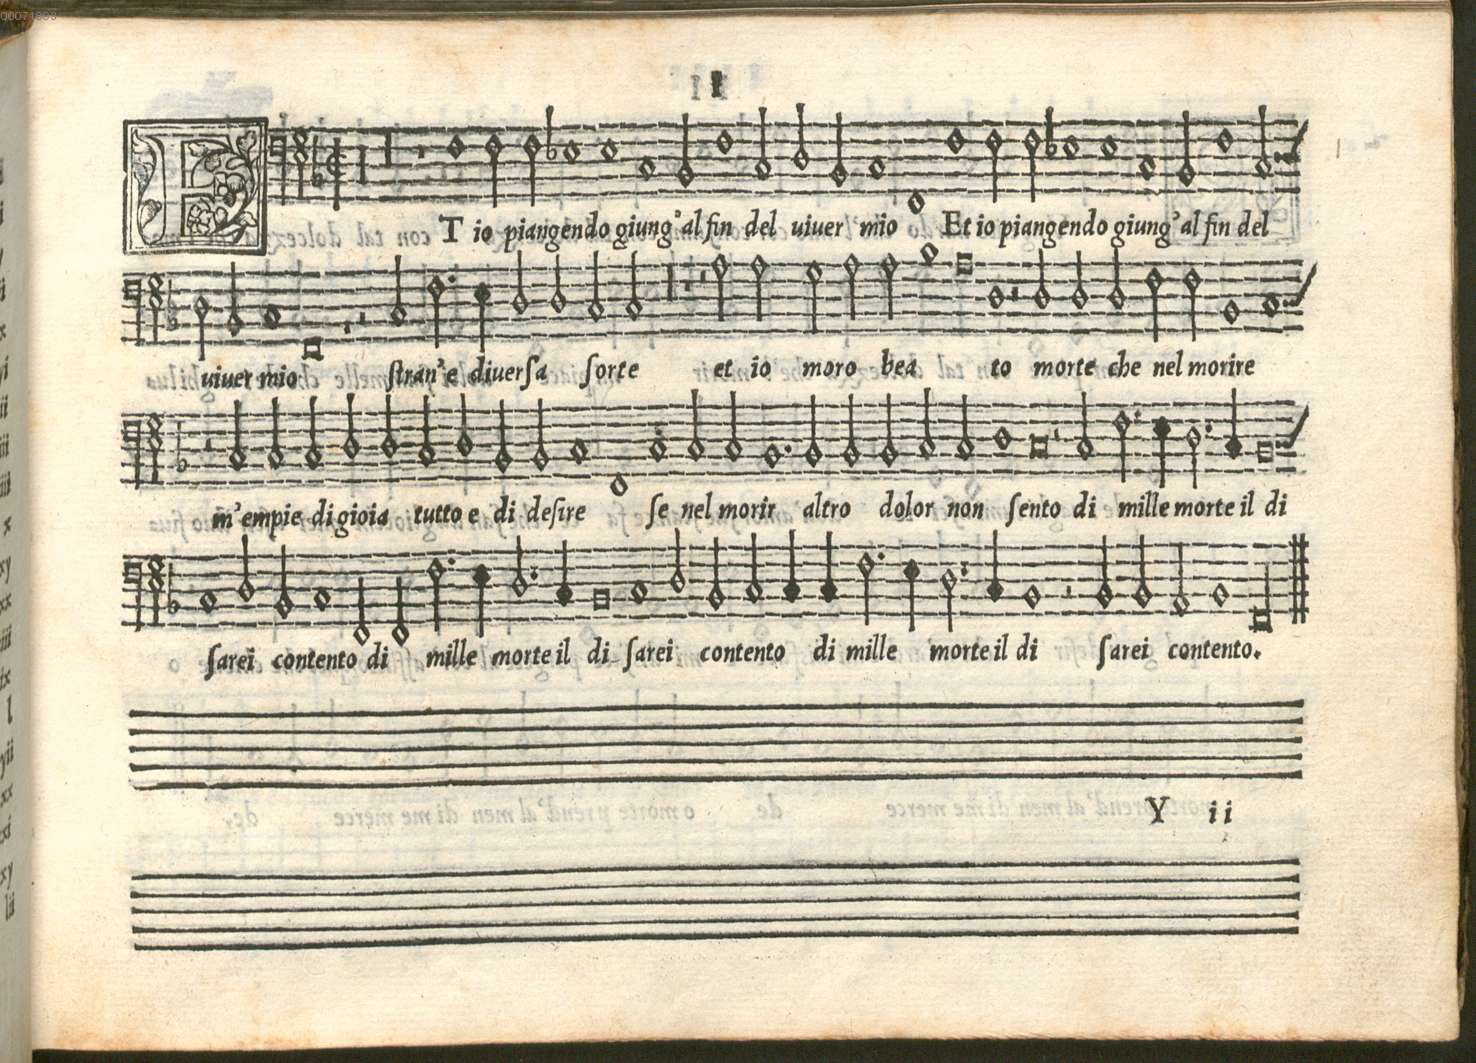 00071893
II
ET io piangendo giung'al fin del uiuer mio Et io piangendo giung'al fin del
uiuer mio ſtran'e diuerſa ſorte et io moro bea to morte che nel morire
m'empie di gioia tutto e di deſire ſe nel morir altro dolor non ſento di mille morte il di
ſarei contento di mille morte il di ſarei contento di mille morte il di ſarei contento.
Y ii